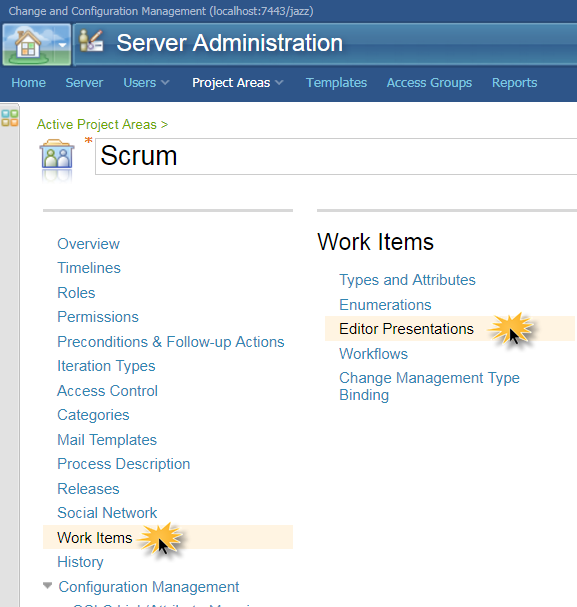 Change and Configuration Management (localhost:7443/jazz)
Server Administration
Home Server Users Project Areas Templates Access Groups Reports
Active Project Areas >
* Scrum
Overview
Timelines
Roles
Permissions
Preconditions & Follow-up Actions
Iteration Types
Access Control
Categories
Mail Templates
Process Description
Releases
Social Network
Work Items
History
Configuration Management
Work Items
Types and Attributes
Enumerations
Editor Presentations
Workflows
Change Management Type
Binding